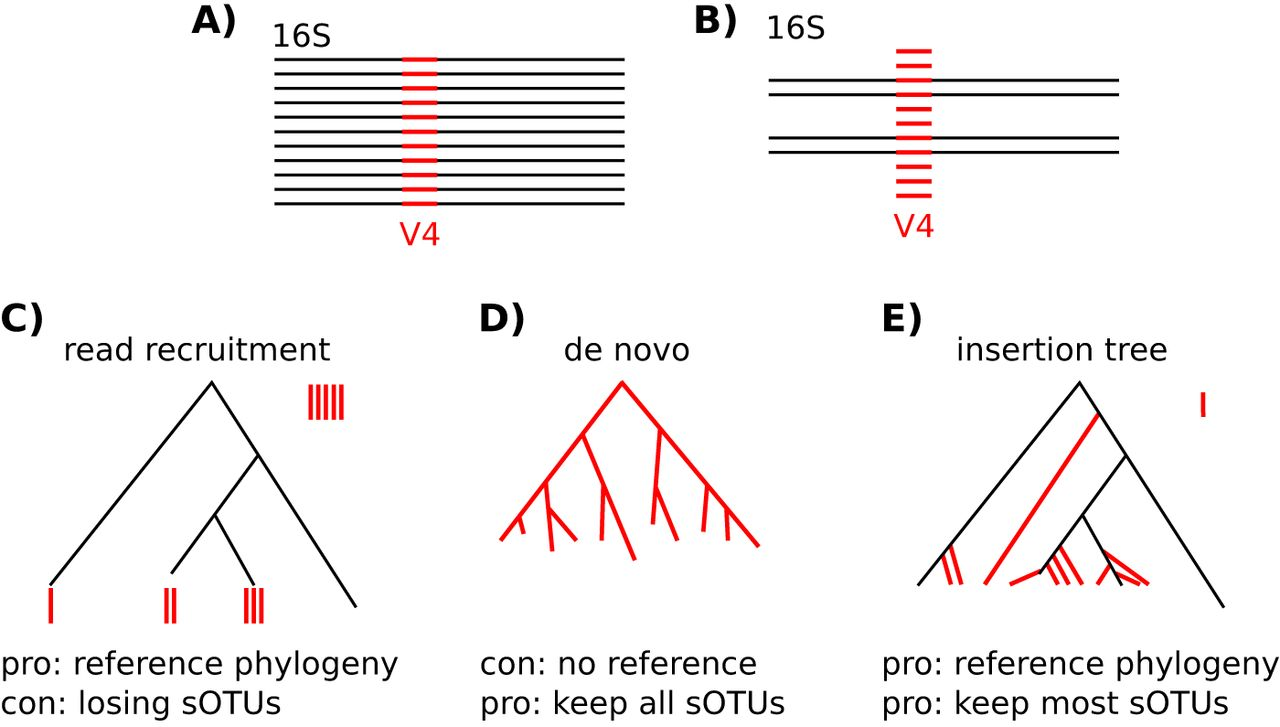 A)
16S
V4
B)
16S
V4
C)
read recruitment
pro: reference phylogeny
con: losing sOTUs
D)
de novo
con: no reference
pro: keep all sOTUs
E)
insertion tree
pro: reference phylogeny
pro: keep most sOTUs